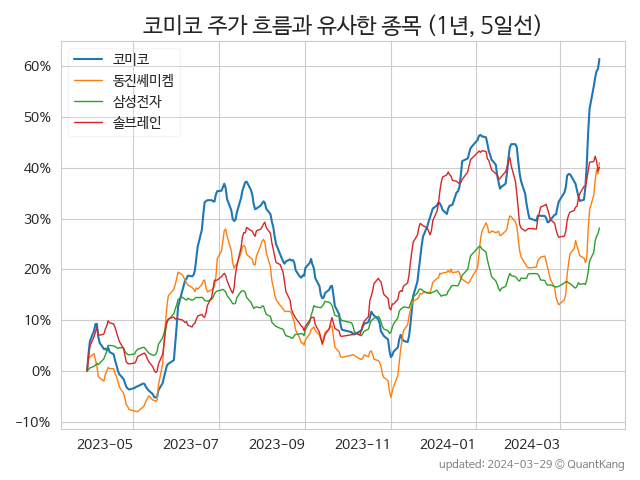 코미코 주가 흐름과 유사한 종목 (1년, 5일선)
코미코
동진쎄미켐
삼성전자
솔브레인
60%
50%
40%
30%
20%
10%
0%
−10%
2023-05 2023-07 2023-09 2023-11 2024-01 2024-03
updated: 2024-03-29 © QuantKang